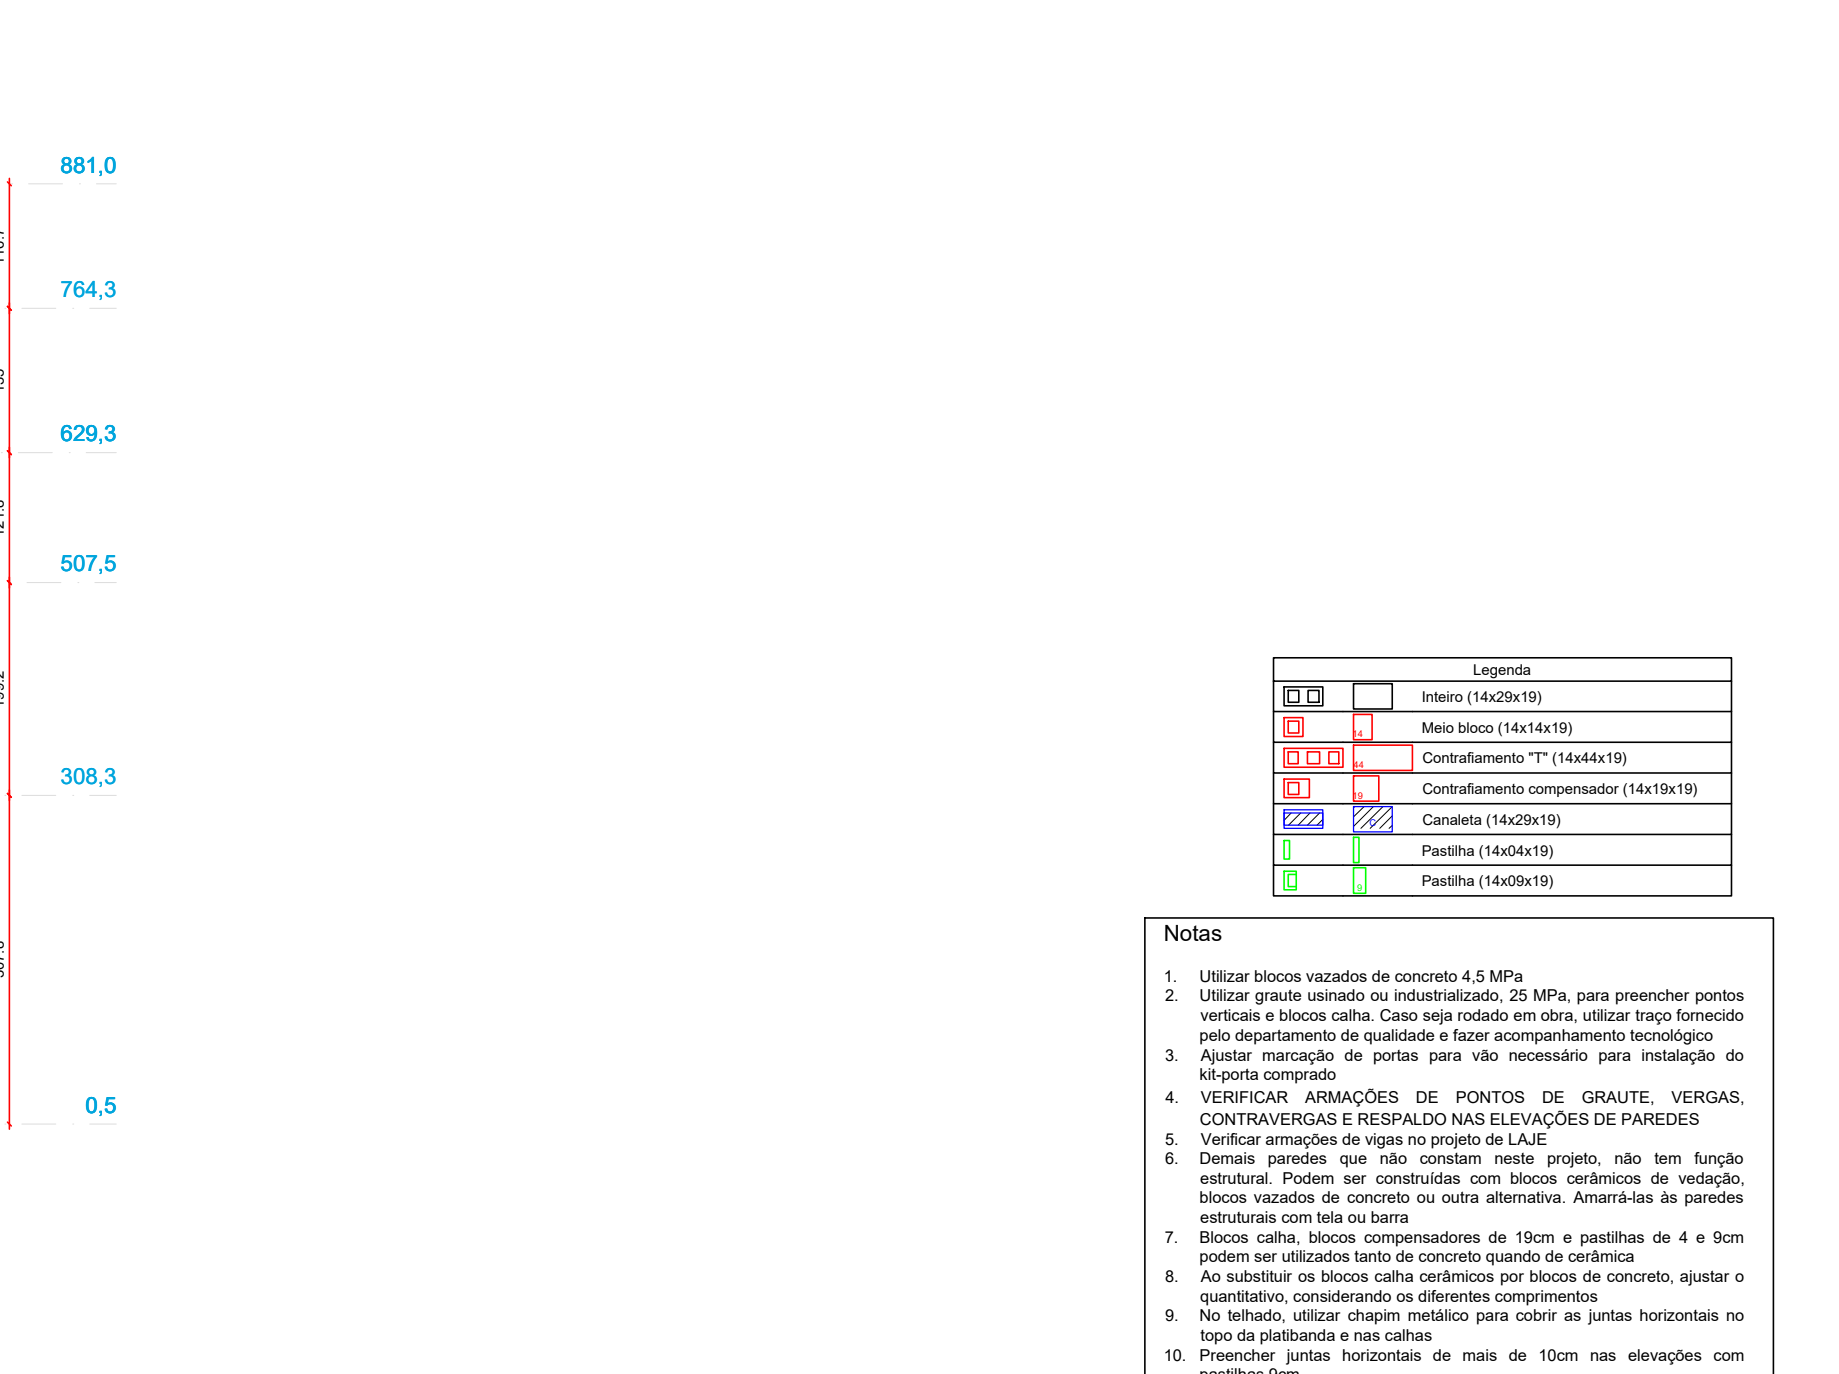 881,0
764,3
629,3
507,5
308,3
0,5
Legenda
Inteiro (14x29x19)
14 Meio bloco (14x14x19)
44 Contrafiamento "T" (14x44x19)
19 Contrafiamento compensador (14x19x19)
C Canaleta (14x29x19)
Pastilha (14x04x19)
9 Pastilha (14x09x19)
Notas
1. Utilizar blocos vazados de concreto 4,5 MPa
2. Utilizar graute usinado ou industrializado, 25 MPa, para preencher pontos
verticais e blocos calha. Caso seja rodado em obra, utilizar traço fornecido
pelo departamento de qualidade e fazer acompanhamento tecnológico
3. Ajustar marcação de portas para vão necessário para instalação do
kit-porta comprado
4. VERIFICAR ARMAÇÕES DE PONTOS DE GRAUTE, VERGAS,
CONTRAVERGAS E RESPALDO NAS ELEVAÇÕES DE PAREDES
5. Verificar armações de vigas no projeto de LAJE
6. Demais paredes que não constam neste projeto, não tem função
estrutural. Podem ser construídas com blocos cerâmicos de vedação,
blocos vazados de concreto ou outra alternativa. Amarrá-las às paredes
estruturais com tela ou barra
7. Blocos calha, blocos compensadores de 19cm e pastilhas de 4 e 9cm
podem ser utilizados tanto de concreto quando de cerâmica
8. Ao substituir os blocos calha cerâmicos por blocos de concreto, ajustar o
quantitativo, considerando os diferentes comprimentos
9. No telhado, utilizar chapim metálico para cobrir as juntas horizontais no
topo da platibanda e nas calhas
10. Preencher juntas horizontais de mais de 10cm nas elevações com
pastilhas 9cm